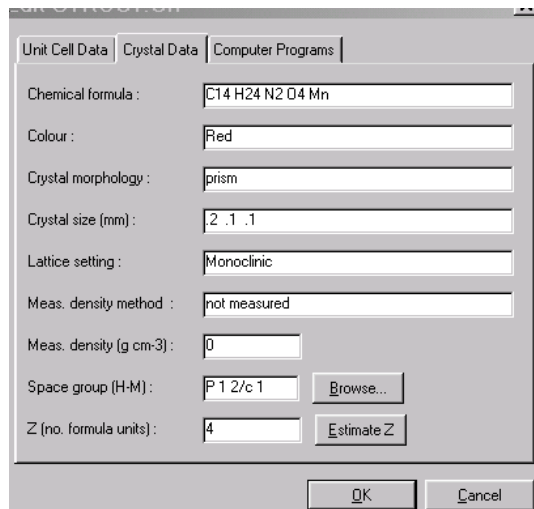 Unit Cell Data Crystal Data Computer Programs
Chemical formula : C14 H24 N2 O4 Mn
Colour : Red
Crystal morphology : prism
Crystal size (mm) : .2 .1 .1
Lattice setting : Monoclinic
Meas. density method : not measured
Meas. density (g cm-3) : 0
Space group (H-M) : P 1 2/c 1 Browse...
Z (no. formula units) : 4 Estimate Z
OK Cancel